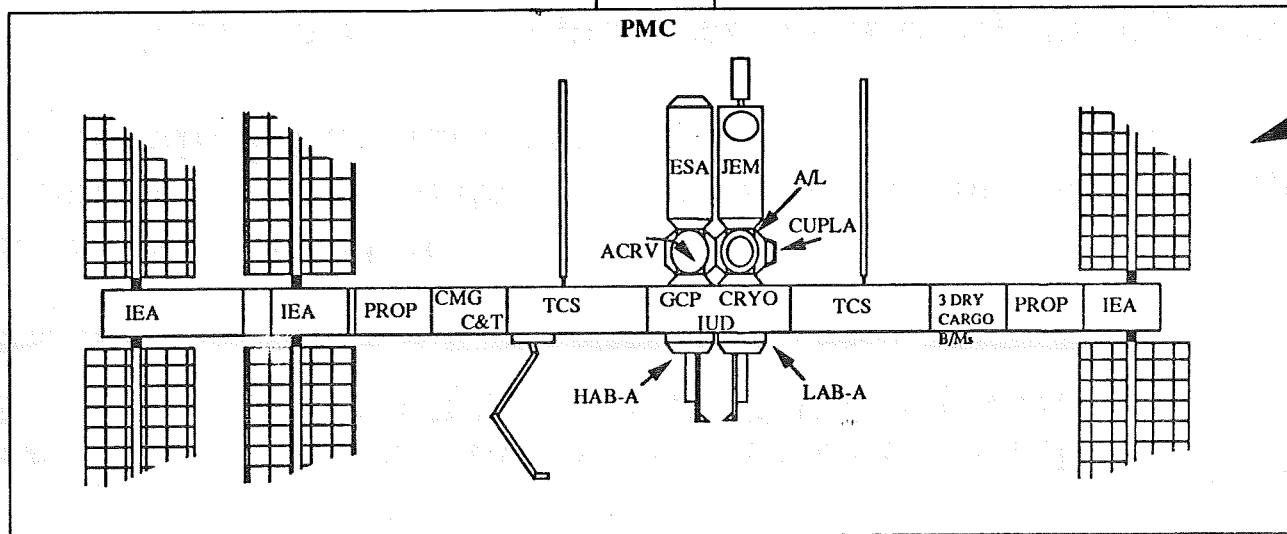 PMC
ESA
JEM
A/L
CUPLA
ACRV
IEA
IEA
PROP
CMG
C&T
TCS
GCP
CRYO
IUD
TCS
3 DRY
CARGO
B/Ms
PROP
IEA
HAB-A
LAB-A